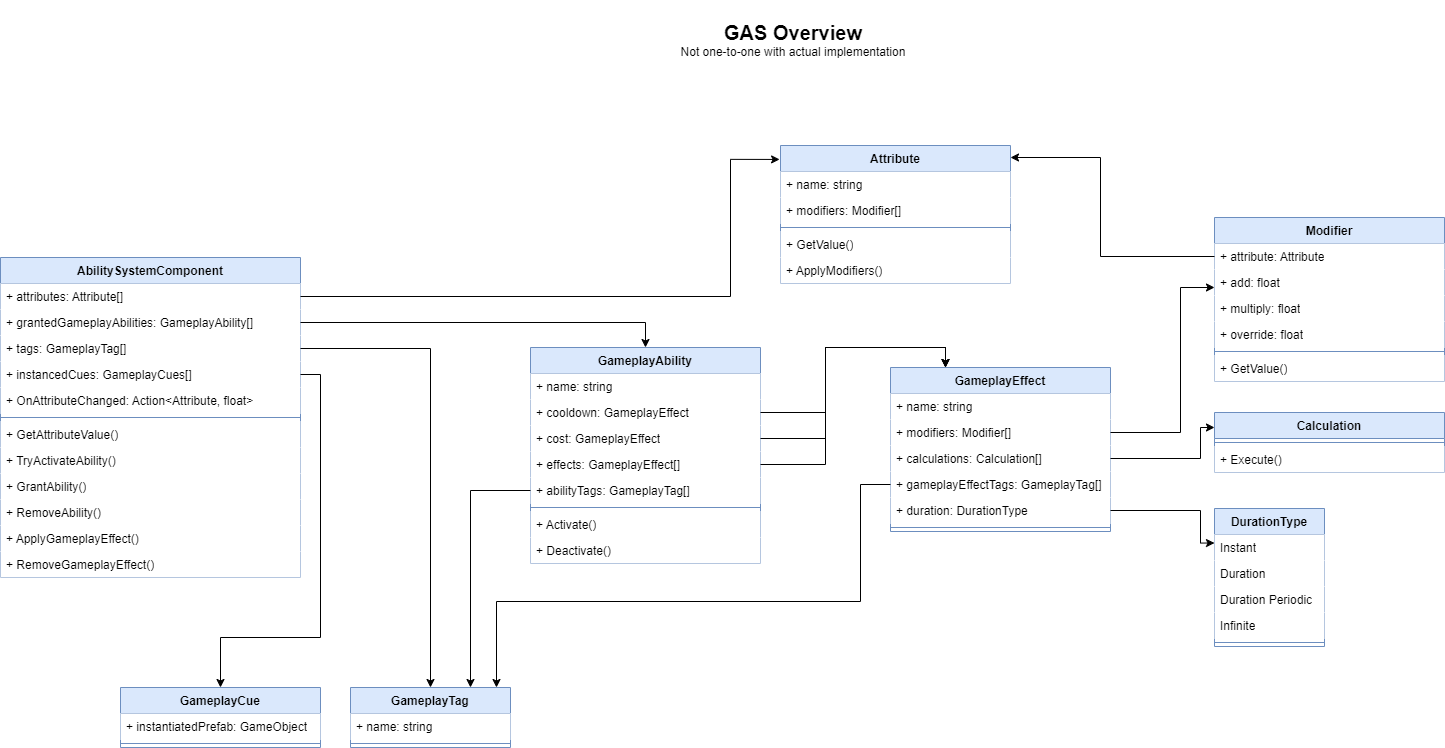 GAS Overview
Not one-to-one with actual implementation
Attribute
+ name: string
+ modifiers: Modifier[]
+ GetValue()
+ ApplyModifiers()
Modifier
+ attribute: Attribute
+ add: float
+ multiply: float
+ override: float
+ GetValue()
AbilitySystemComponent
+ attributes: Attribute[]
+ grantedGameplayAbilities: GameplayAbility[]
+ tags: GameplayTag[]
+ instancedCues: GameplayCues[]
+ OnAttributeChanged: Action<Attribute, float>
+ GetAttributeValue()
+ TryActivateAbility()
+ GrantAbility()
+ RemoveAbility()
+ ApplyGameplayEffect()
+ RemoveGameplayEffect()
GameplayAbility
+ name: string
+ cooldown: GameplayEffect
+ cost: GameplayEffect
+ effects: GameplayEffect[]
+ abilityTags: GameplayTag[]
+ Activate()
+ Deactivate()
GameplayEffect
+ name: string
+ modifiers: Modifier[]
+ calculations: Calculation[]
+ gameplayEffectTags: GameplayTag[]
+ duration: DurationType
Calculation
+ Execute()
DurationType
Instant
Duration
Duration Periodic
Infinite
GameplayCue
+ instantiatedPrefab: GameObject
GameplayTag
+ name: string